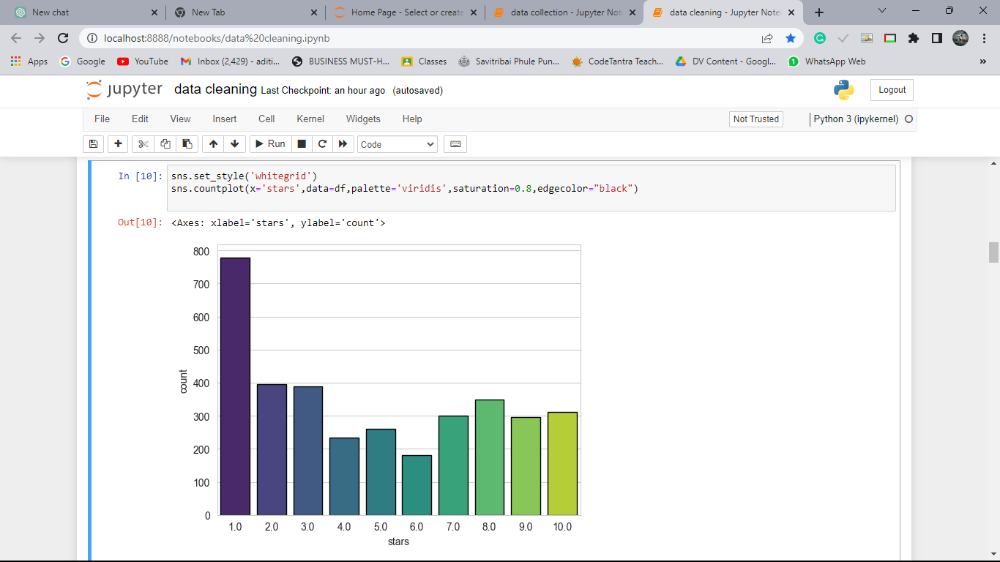 New chat
New Tab
Home Page - Select or create
data collection - Jupyter Not
data cleaning - Jupyter Note
localhost:8888/notebooks/data%20cleaning.ipynb
Apps
Google
YouTube
Inbox (2,429) - aditi...
BUSINESS MUST-H...
Classes
Savitribai Phule Pun...
CodeTantra Teach...
DV Content - Googl...
1
WhatsApp Web
»
jupyter
data cleaning Last Checkpoint: an hour ago (autosaved)
Logout
File Edit View Insert Cell Kernel Widgets Help
Not Trusted
Python 3 (ipykernel)
Run
Code
In [10]: sns.set_style('whitegrid')
sns.countplot(x='stars',data=df,palette='viridis',saturation=0.8,edgecolor="black")
Out[10]: <Axes: xlabel='stars', ylabel='count'>
800
700
600
500
400
300
200
100
0
count
1.0 2.0 3.0 4.0 5.0 6.0 7.0 8.0 9.0 10.0
stars